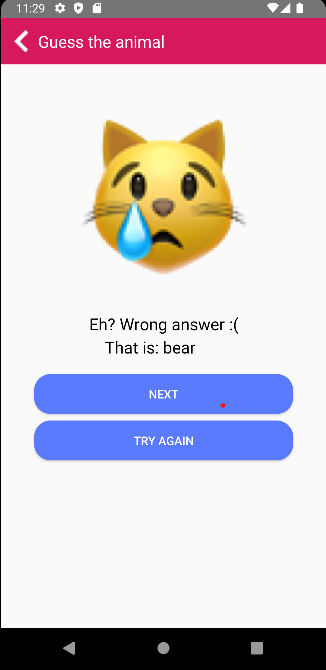 11:29
Guess the animal
Eh? Wrong answer :(
That is: bear
NEXT
TRY AGAIN